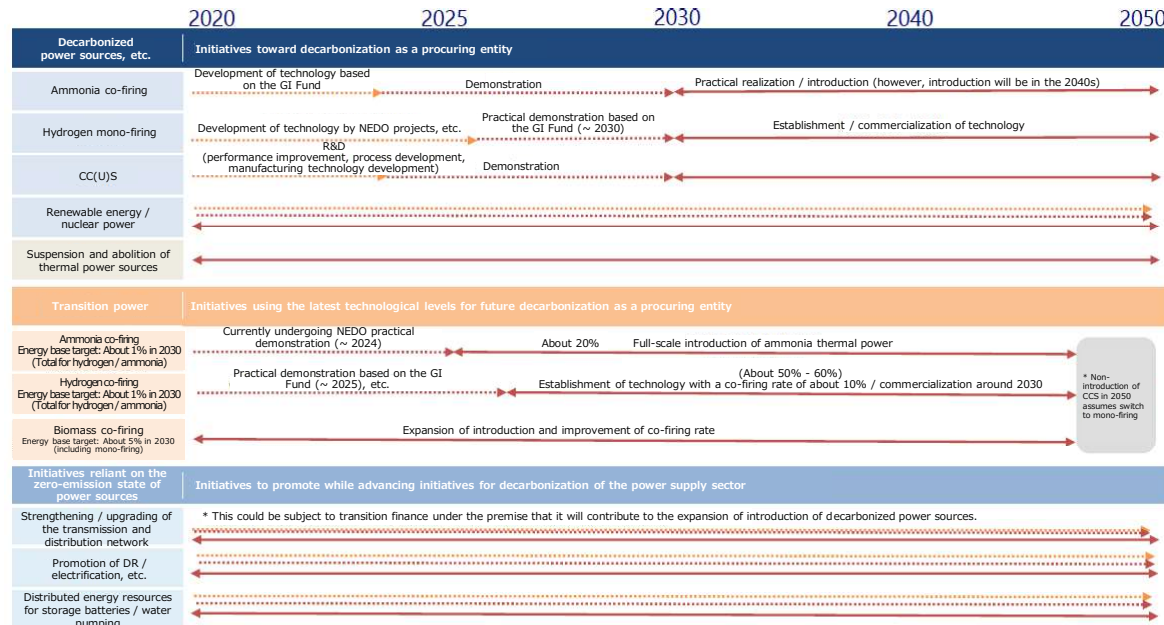 2020 2025 2030 2040 2050
Decarbonized
power sources, etc.
Initiatives toward decarbonization as a procuring entity
Ammonia co-firing
Development of technology based
on the GI Fund
Demonstration
Practical realization / introduction (however, introduction will be in the 2040s)
Hydrogen mono-firing
Development of technology by NEDO projects, etc.
Practical demonstration based on
the GI Fund (~ 2030)
Establishment / commercialization of technology
CC(U)S
R&D
(performance improvement, process development,
manufacturing technology development)
Demonstration
Renewable energy /
nuclear power
Suspension and abolition of
thermal power sources
Transition power
Initiatives using the latest technological levels for future decarbonization as a procuring entity
Ammonia co-firing
Energy base target: About 1% in 2030
(Total for hydrogen / ammonia)
Currently undergoing NEDO practical
demonstration (~ 2024)
About 20%
Full-scale introduction of ammonia thermal power
Hydrogen co-firing
Energy base target: About 1% in 2030
(Total for hydrogen / ammonia)
Practical demonstration based on the GI
Fund (~ 2025), etc.
(About 50% - 60%)
Establishment of technology with a co-firing rate of about 10% / commercialization around 2030
* Non-
introduction of
CCS in 2050
assumes switch
to mono-firing
Biomass co-firing
Energy base target: About 5% in 2030
(including mono-firing)
Expansion of introduction and improvement of co-firing rate
Initiatives reliant on the
zero-emission state of
power sources
Initiatives to promote while advancing initiatives for decarbonization of the power supply sector
Strengthening / upgrading of
the transmission and
distribution network
* This could be subject to transition finance under the premise that it will contribute to the expansion of introduction of decarbonized power sources.
Promotion of DR /
electrification, etc.
Distributed energy resources
for storage batteries / water
pumping